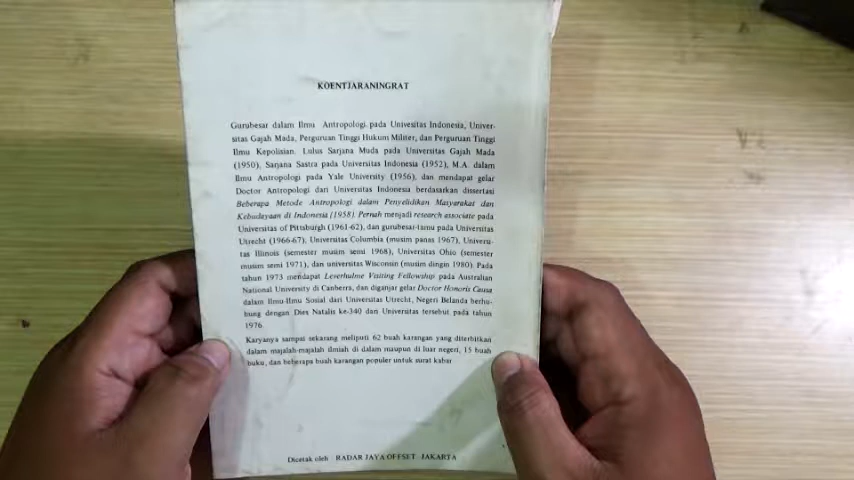 KOENTJARANINGRAT
Gurubesar dalam Ilmu Antropologi pada Univesitas Indonesia, Univer-
sitas Gajah Mada, Perguruan Tinggi Hukum Militer, dan Perguruan Tinggi
Ilmu Kepolisian. Lulus Sarjana Muda pada Universitas Gajah Mada
(1950), Sarjana Sastra pada Universitas Indonesia (1952), M.A. dalam
Ilmu Antropologi pada Yale University (1956), dan mendapat gelar
Doctor Antropologi dari Universitas Indonesia berdasarkan dissertasi
Beberapa Metode Antropologi dalam Penyelidikan Masyarakat dan
Kebudayaan di Indonesia (1958). Pernah menjadi research associate pada
Universitas of Pittsburgh (1961-62), dan gurubesar-tamu pada Universitas
Utrecht (1966-67), Universitas Columbia (musim panas 1967), Universi-
tas Illinois (semester musim semi 1968), Universitas Ohio (semester
musim semi 1971), dan universitas Wisconsin (musim dingin 1980). Pada
tahun 1973 mendapat Leverhulme Visiting Fellowship pada Australian
National University di Canberra, dan diganjar gelar Doctor Honoris Causa
dalam Ilmu-Ilmu Sosial dari Universitas Utrecht, Negeri Belanda berhu-
bung dengan Dies Natalis ke-340 dari Universitas tersebut pada tahun
1976.
Karyanya sampai sekarang meliputi 62 buah karangan yang diterbitkan
dalam majalah-majalah ilmiah di dalam maupun di luar negeri, 15 buah
buku, dan beberapa buah karangan populer untuk surat kabar
Dicetak oleh : RADAR JAYA OFFSET JAKARTA